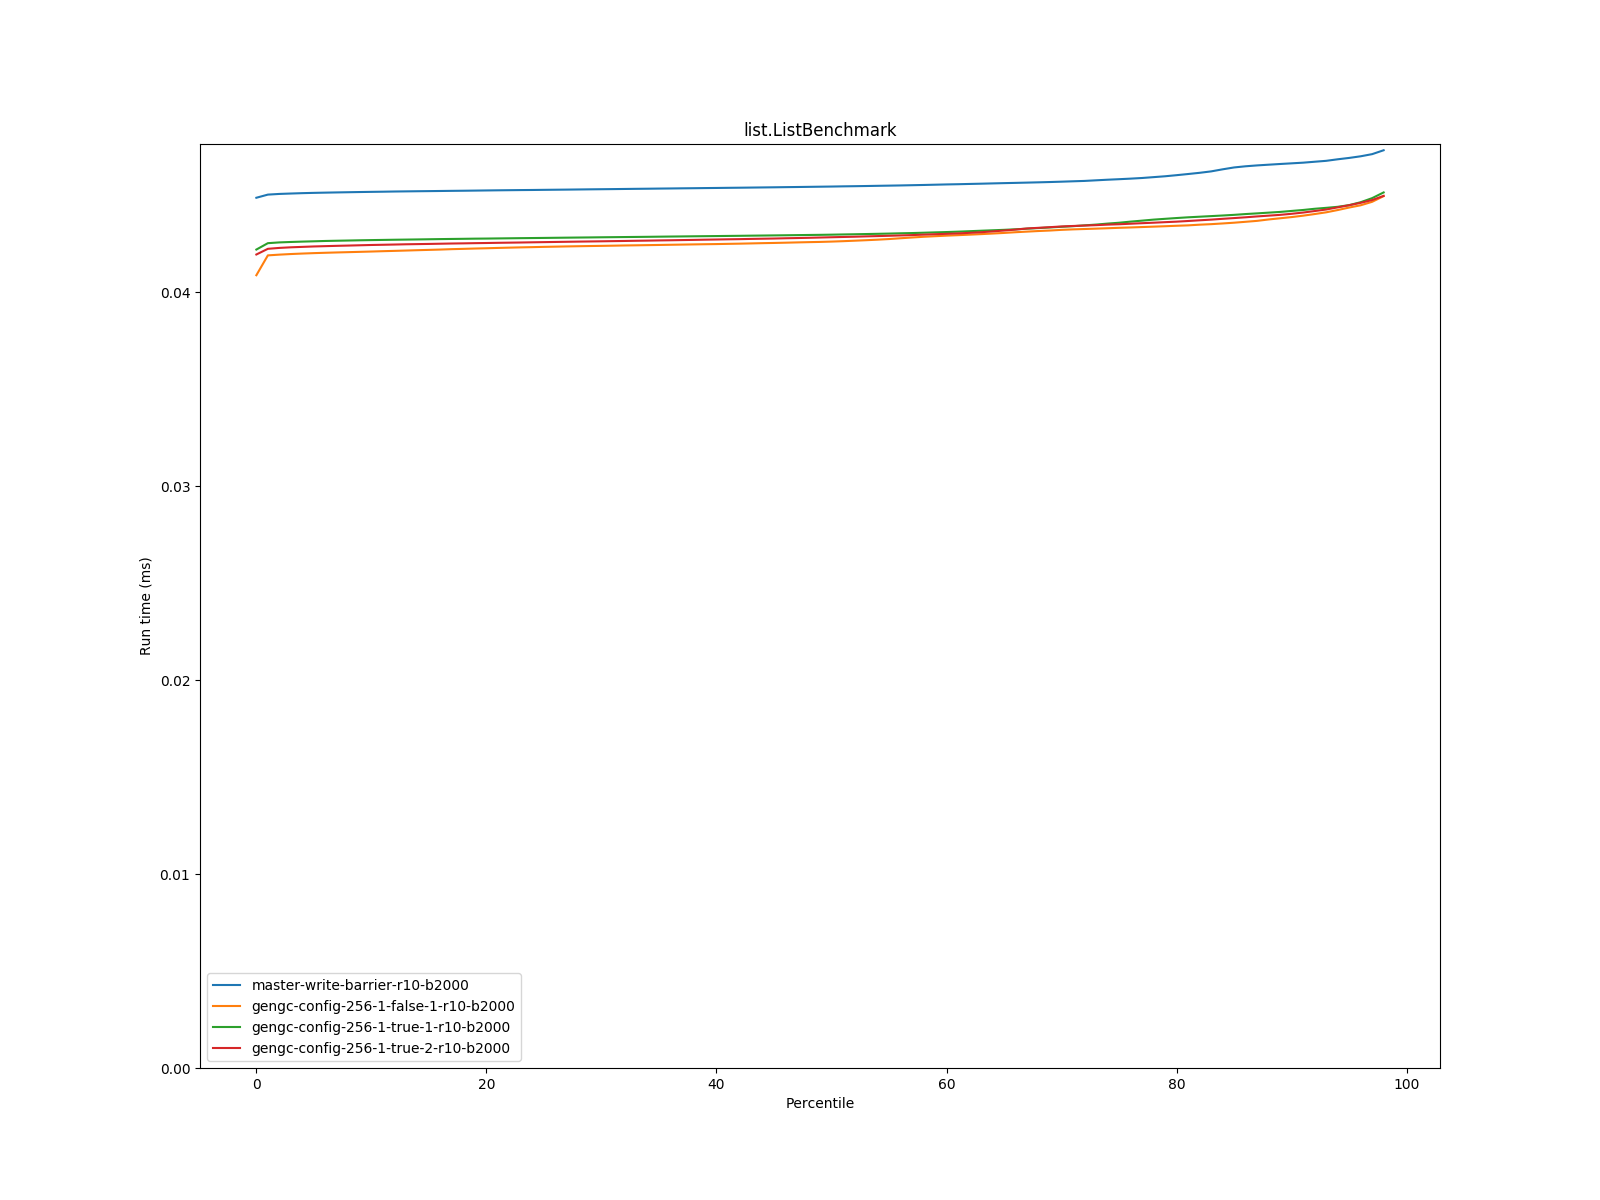 list.ListBenchmark
Run time (ms)
0.04
0.03
0.02
0.01
0.00
master-write-barrier-r10-b2000
gengc-config-256-1-false-1-r10-b2000
gengc-config-256-1-true-1-r10-b2000
gengc-config-256-1-true-2-r10-b2000
0 20 40 60 80 100
Percentile